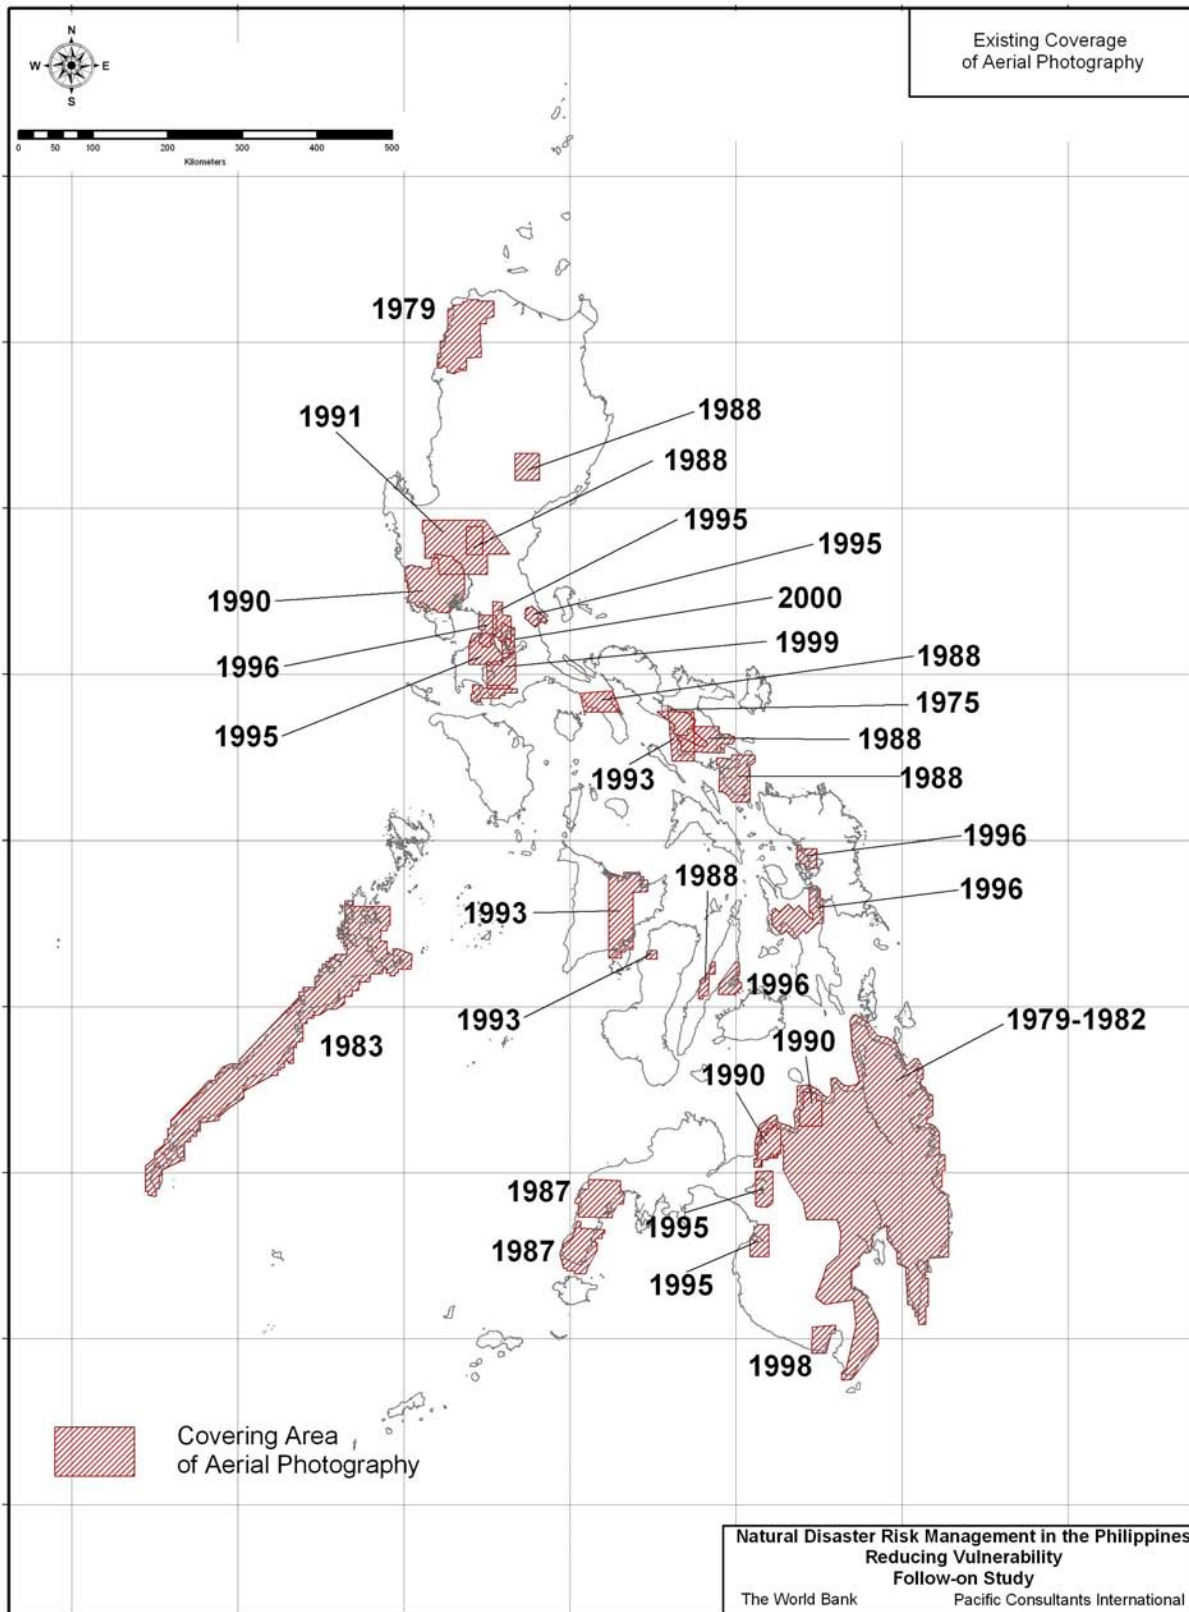 Existing Coverage
of Aerial Photography
N
W E
S
0 50 100 200 300 400 500
Kilometers
1979
1991
1988
1988
1995
1995
1990
2000
1996
1999
1988
1975
1995
1988
1993
1988
1996
1988
1996
1993
1996
1993
1979-1982
1983
1990
1990
1987
1995
1987
1995
1998
Covering Area
of Aerial Photography
Natural Disaster Risk Management in the Philippines
Reducing Vulnerability
Follow-on Study
The World Bank Pacific Consultants International